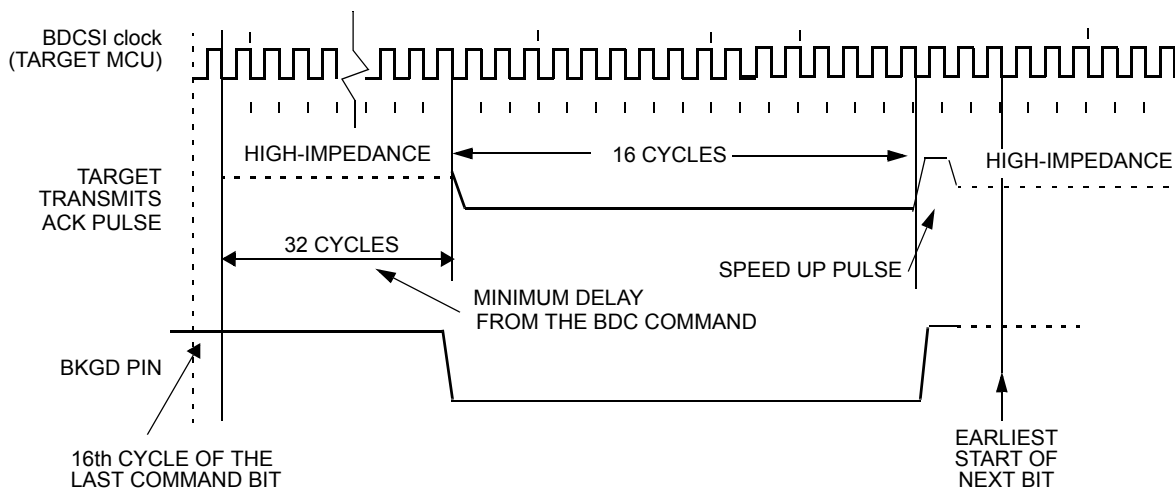 BDCSI clock
(TARGET MCU)
HIGH-IMPEDANCE
16 CYCLES
HIGH-IMPEDANCE
TARGET
TRANSMITS
ACK PULSE
32 CYCLES
SPEED UP PULSE
MINIMUM DELAY
FROM THE BDC COMMAND
BKGD PIN
16th CYCLE OF THE
LAST COMMAND BIT
EARLIEST
START OF
NEXT BIT